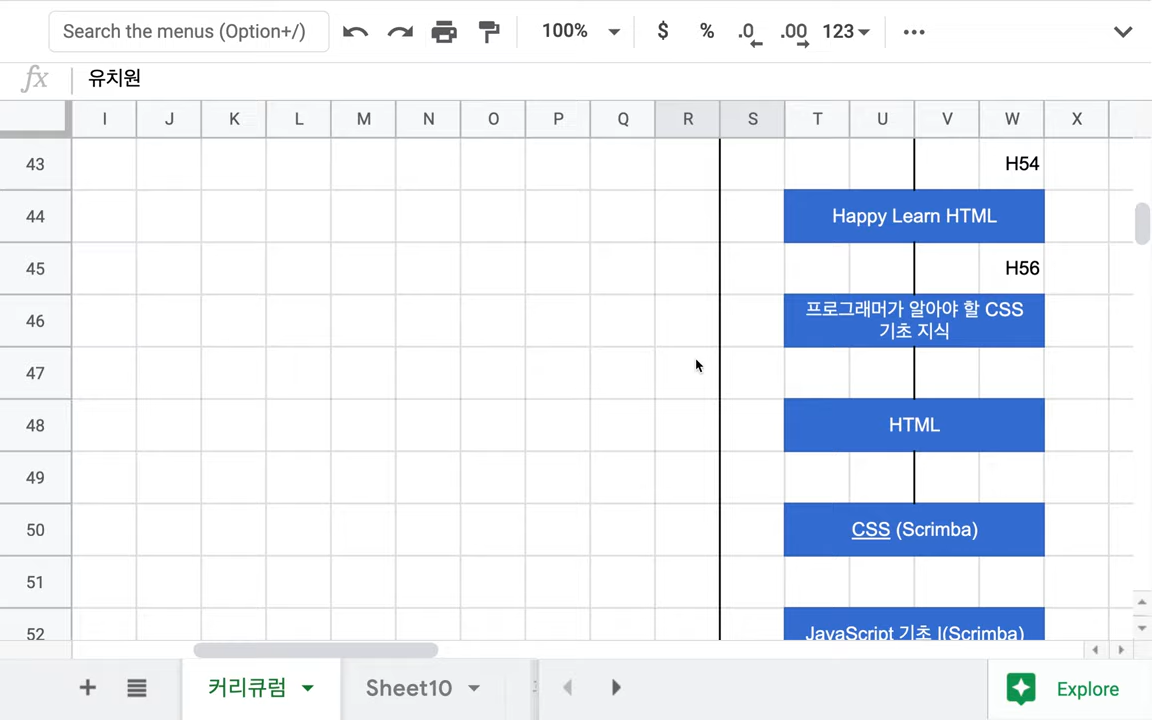 Search the menus (Option+/)
100%
$
%
.0
.00
123
유치원
I J K L M N O P Q R S T U V W X
43
H54
44
Happy Learn HTML
45
H56
46
프로그래머가 알아야 할 CSS
기초 지식
47
48
HTML
49
50
CSS (Scrimba)
51
52
JavaScript 기초 I(Scrimba)
커리큐럼
Sheet10
Explore